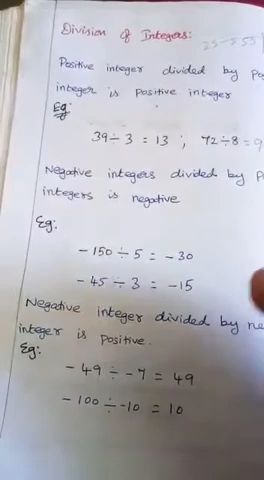 Division of Integers:
Positive integer divided by
integer is positive integer
Eg:
39 ÷ 3 = 13 ; 72 ÷ 8 = 9
Negative integers divided by
integers is negative
Eg:
- 150 ÷ 5 = - 30
- 45 ÷ 3 = - 15
Negative integer divided by
integer is positive.
Eg:
- 49 ÷ - 7 = 49
- 100 ÷ - 10 = 10